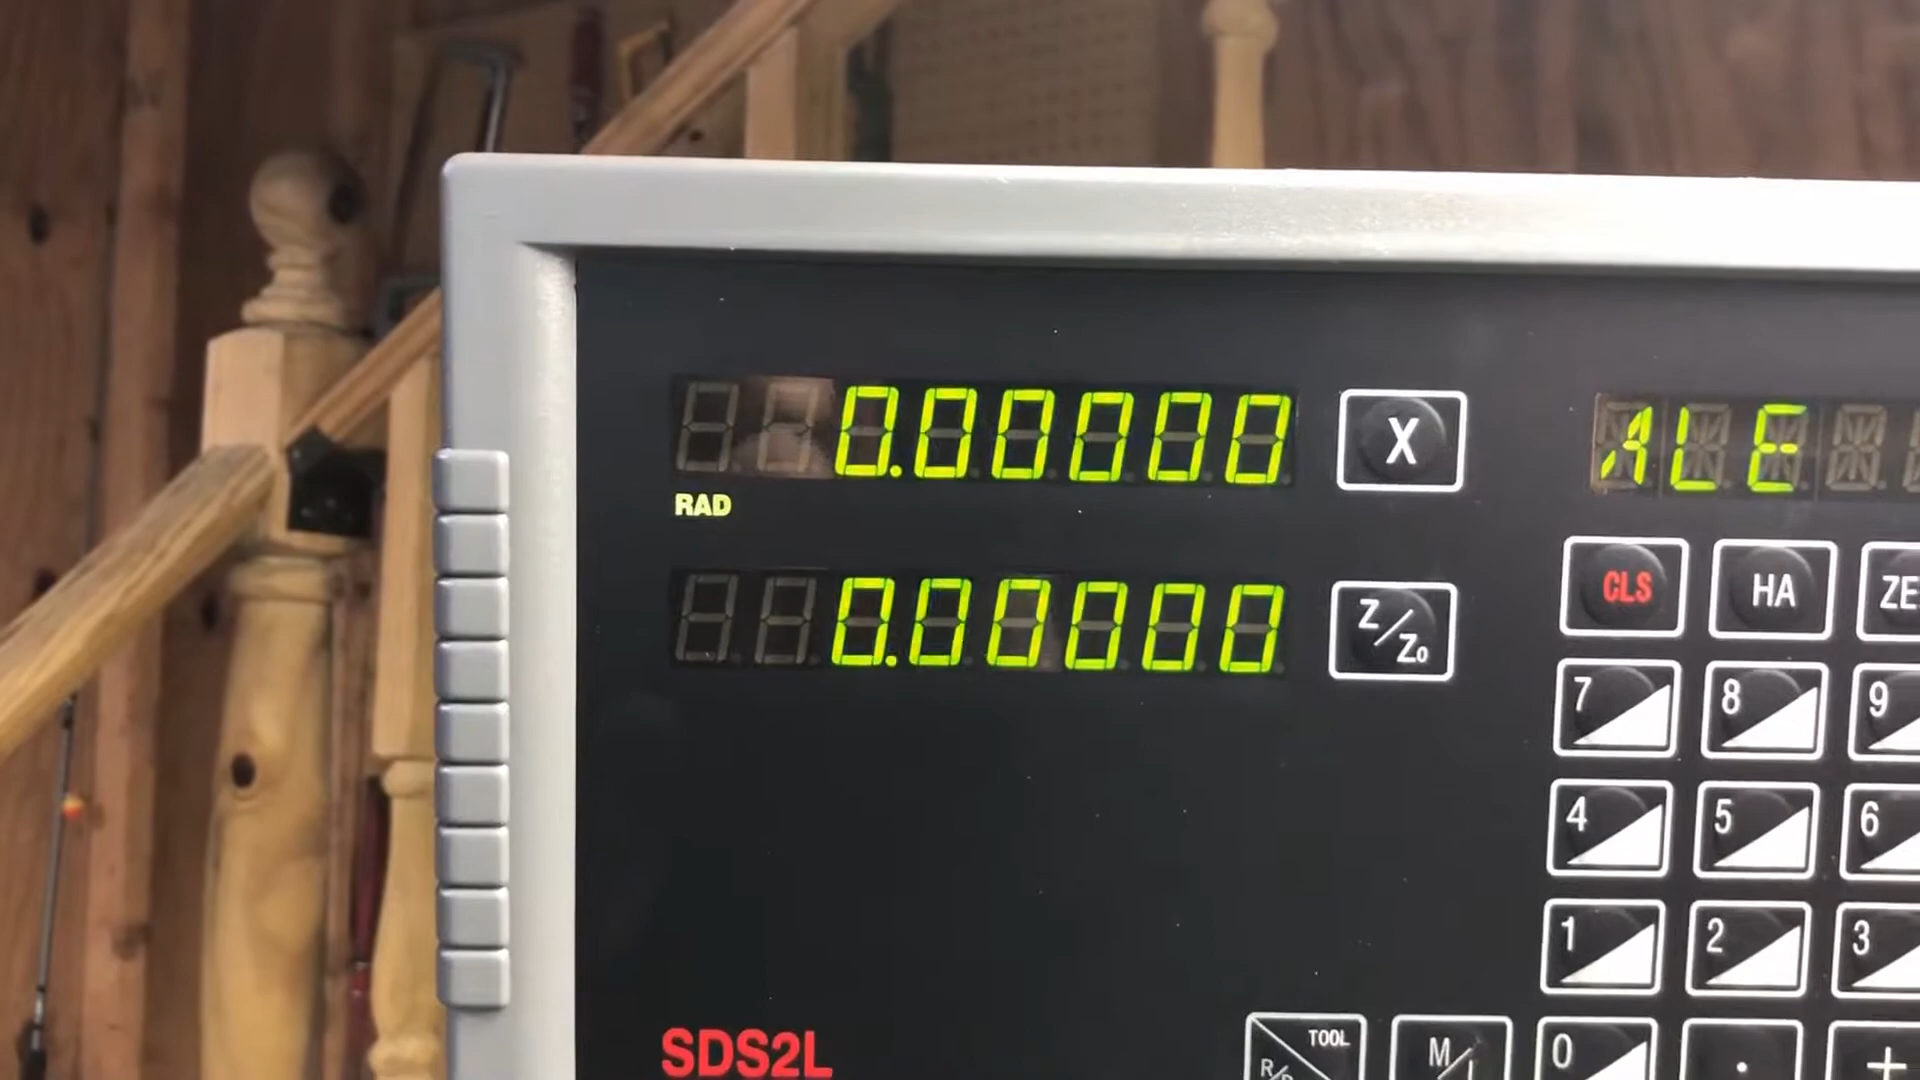 0.00000 X ALE
RAD
0.00000 Z/Z₀
CLS HA ZE
7 8 9
4 5 6
1 2 3
TOOL
R/
M/I 0 . +
SDS2L